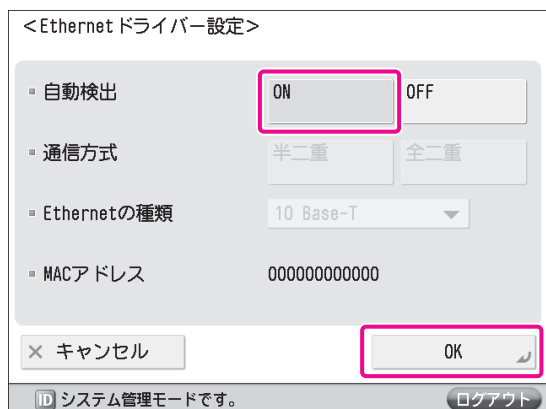 <Ethernetドライバー設定>
自動検出 ON OFF
通信方式 半二重 全二重
Ethernetの種類 10 Base-T
MACアドレス 000000000000
× キャンセル OK
ID システム管理モードです。 ログアウト